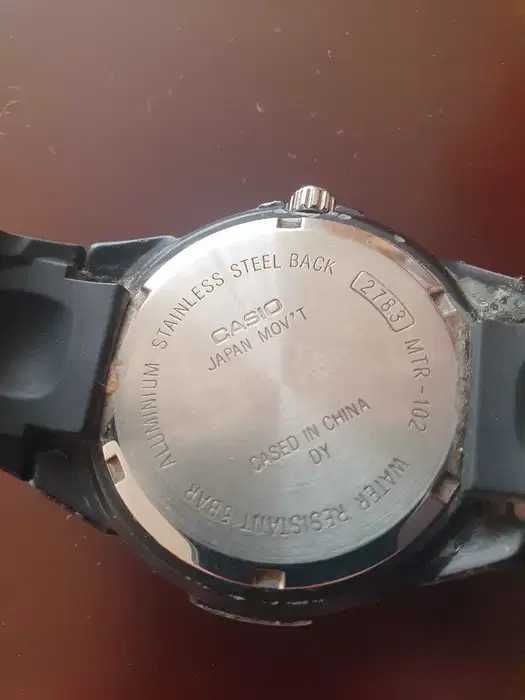 ALUMINIUM STAINLESS STEEL BACK
2783
MTR-102
WATER RESISTANT 5BAR
CASIO
JAPAN MOV'T
CASED IN CHINA
DY